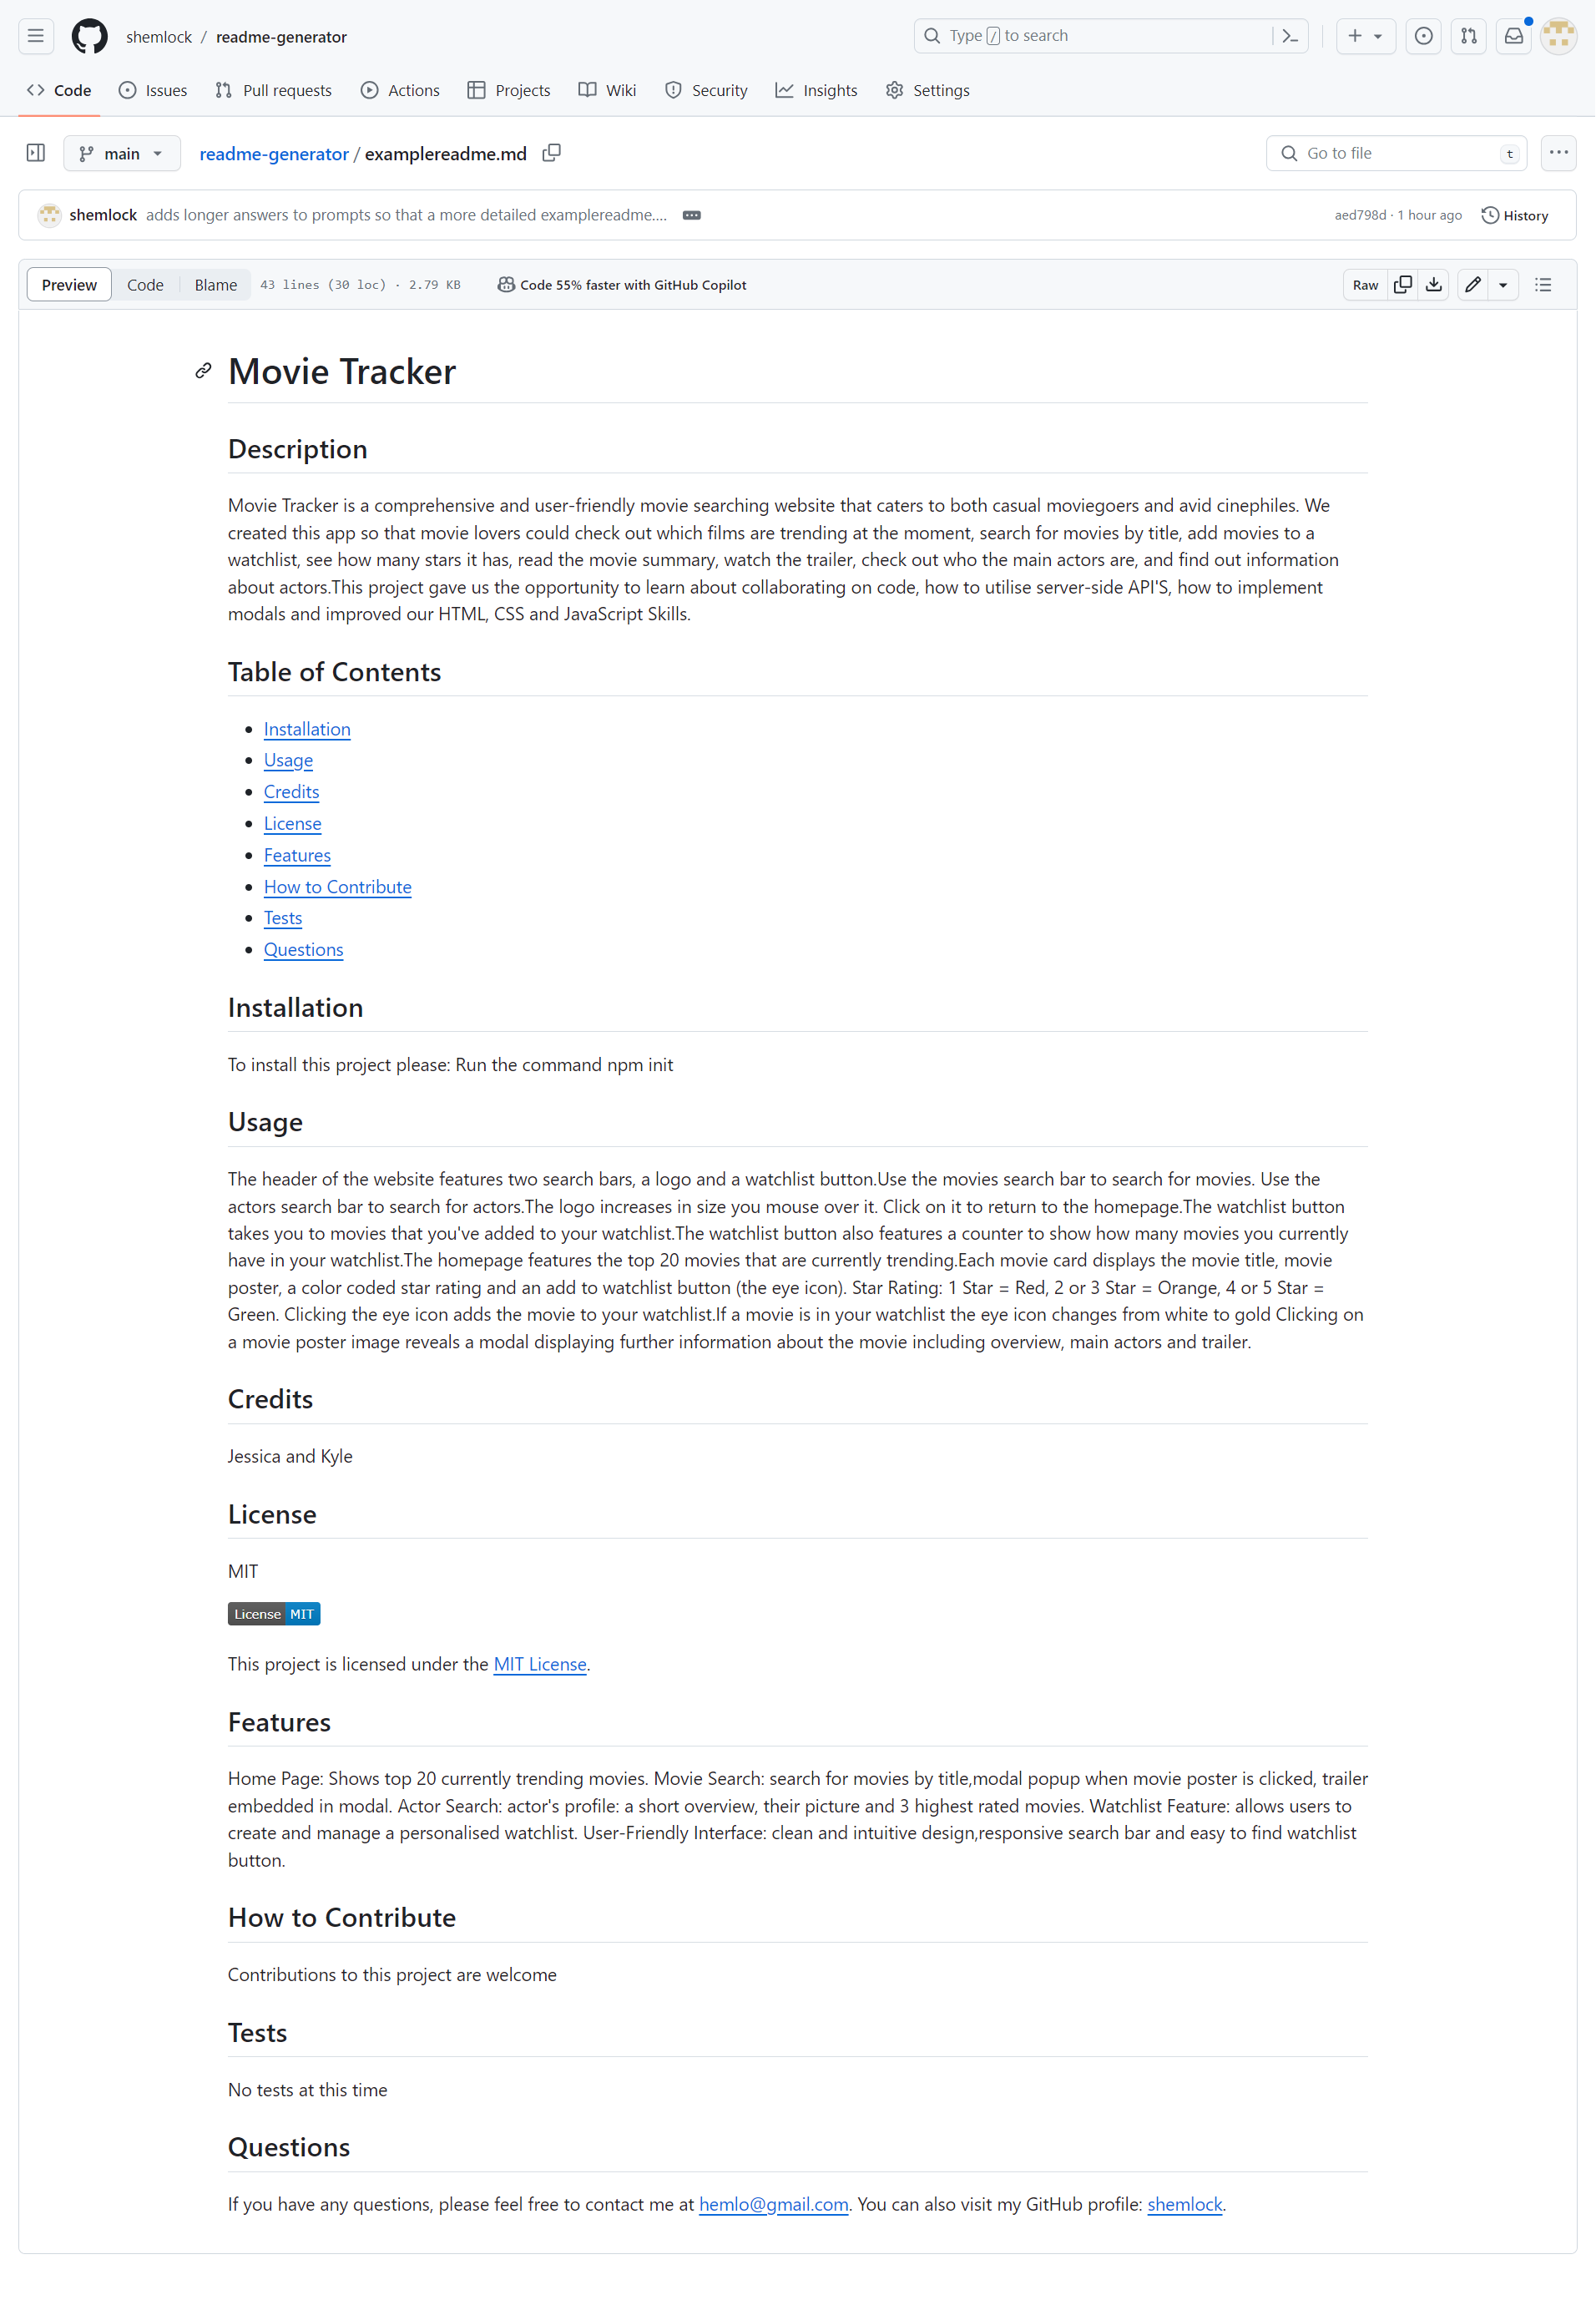 shemlock / readme-generator
Type / to search
Code Issues Pull requests Actions Projects Wiki Security Insights Settings
main readme-generator / examplereadme.md Go to file t
shemlock adds longer answers to prompts so that a more detailed examplereadme.... aed798d · 1 hour ago History
Preview Code Blame 43 lines (30 loc) · 2.79 KB Code 55% faster with GitHub Copilot Raw
Movie Tracker
Description
Movie Tracker is a comprehensive and user-friendly movie searching website that caters to both casual moviegoers and avid cinephiles. We
created this app so that movie lovers could check out which films are trending at the moment, search for movies by title, add movies to a
watchlist, see how many stars it has, read the movie summary, watch the trailer, check out who the main actors are, and find out information
about actors.This project gave us the opportunity to learn about collaborating on code, how to utilise server-side API'S, how to implement
modals and improved our HTML, CSS and JavaScript Skills.
Table of Contents
Installation
Usage
Credits
License
Features
How to Contribute
Tests
Questions
Installation
To install this project please: Run the command npm init
Usage
The header of the website features two search bars, a logo and a watchlist button.Use the movies search bar to search for movies. Use the
actors search bar to search for actors.The logo increases in size you mouse over it. Click on it to return to the homepage.The watchlist button
takes you to movies that you've added to your watchlist.The watchlist button also features a counter to show how many movies you currently
have in your watchlist.The homepage features the top 20 movies that are currently trending.Each movie card displays the movie title, movie
poster, a color coded star rating and an add to watchlist button (the eye icon). Star Rating: 1 Star = Red, 2 or 3 Star = Orange, 4 or 5 Star =
Green. Clicking the eye icon adds the movie to your watchlist.If a movie is in your watchlist the eye icon changes from white to gold Clicking on
a movie poster image reveals a modal displaying further information about the movie including overview, main actors and trailer.
Credits
Jessica and Kyle
License
MIT
License MIT
This project is licensed under the MIT License.
Features
Home Page: Shows top 20 currently trending movies. Movie Search: search for movies by title,modal popup when movie poster is clicked, trailer
embedded in modal. Actor Search: actor's profile: a short overview, their picture and 3 highest rated movies. Watchlist Feature: allows users to
create and manage a personalised watchlist. User-Friendly Interface: clean and intuitive design,responsive search bar and easy to find watchlist
button.
How to Contribute
Contributions to this project are welcome
Tests
No tests at this time
Questions
If you have any questions, please feel free to contact me at hemlo@gmail.com. You can also visit my GitHub profile: shemlock.